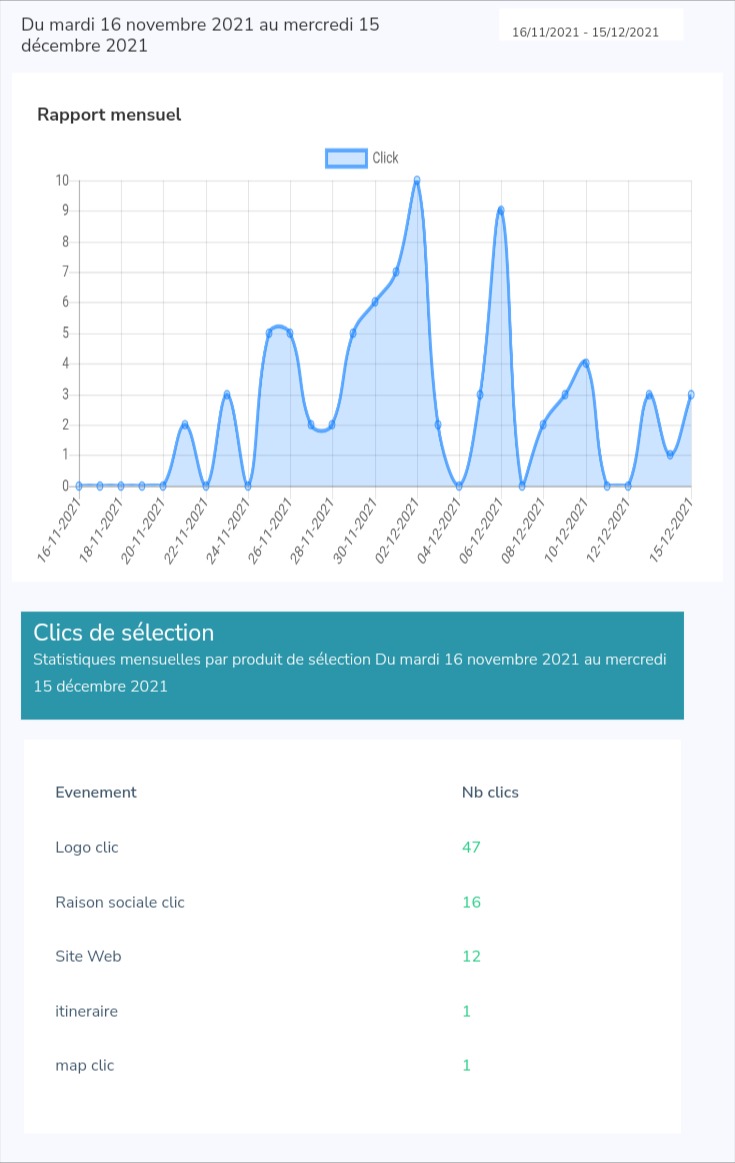 Du mardi 16 novembre 2021 au mercredi 15
décembre 2021
16/11/2021 - 15/12/2021
Rapport mensuel
Click
10
9
8
7
6
5
4
3
2
1
0
16-11-2021
18-11-2021
20-11-2021
22-11-2021
24-11-2021
26-11-2021
28-11-2021
30-11-2021
02-12-2021
04-12-2021
06-12-2021
08-12-2021
10-12-2021
12-12-2021
15-12-2021
Clics de sélection
Statistiques mensuelles par produit de sélection Du mardi 16 novembre 2021 au mercredi
15 décembre 2021
Evenement Nb clics
Logo clic 47
Raison sociale clic 16
Site Web 12
itineraire 1
map clic 1